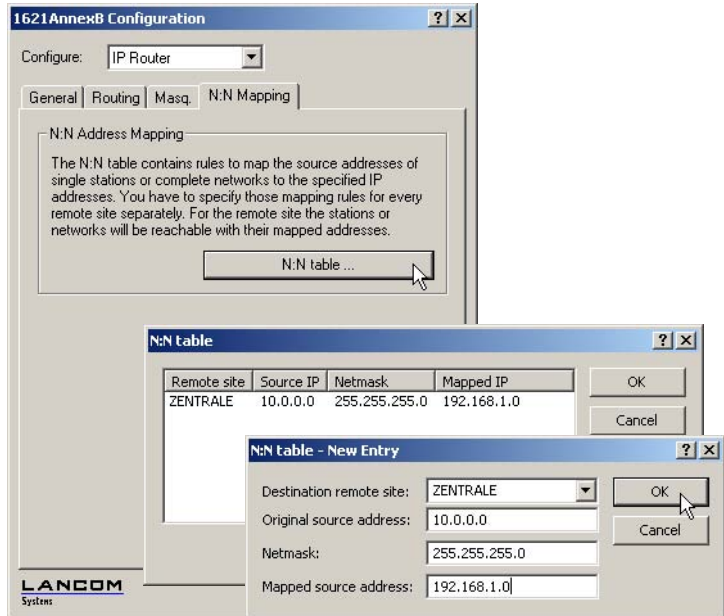 1621AnnexB Configuration
Configure: IP Router
General Routing Masq. N:N Mapping
N:N Address Mapping
The N:N table contains rules to map the source addresses of
single stations or complete networks to the specified IP
addresses. You have to specify those mapping rules for every
remote site separately. For the remote site the stations or
networks will be reachable with their mapped addresses.
N:N table ...
N:N table
Remote site Source IP Netmask Mapped IP
ZENTRALE 10.0.0.0 255.255.255.0 192.168.1.0
OK
Cancel
N:N table - New Entry
Destination remote site: ZENTRALE
Original source address: 10.0.0.0
Netmask: 255.255.255.0
Mapped source address: 192.168.1.0
OK
Cancel
LANCOM
Systems